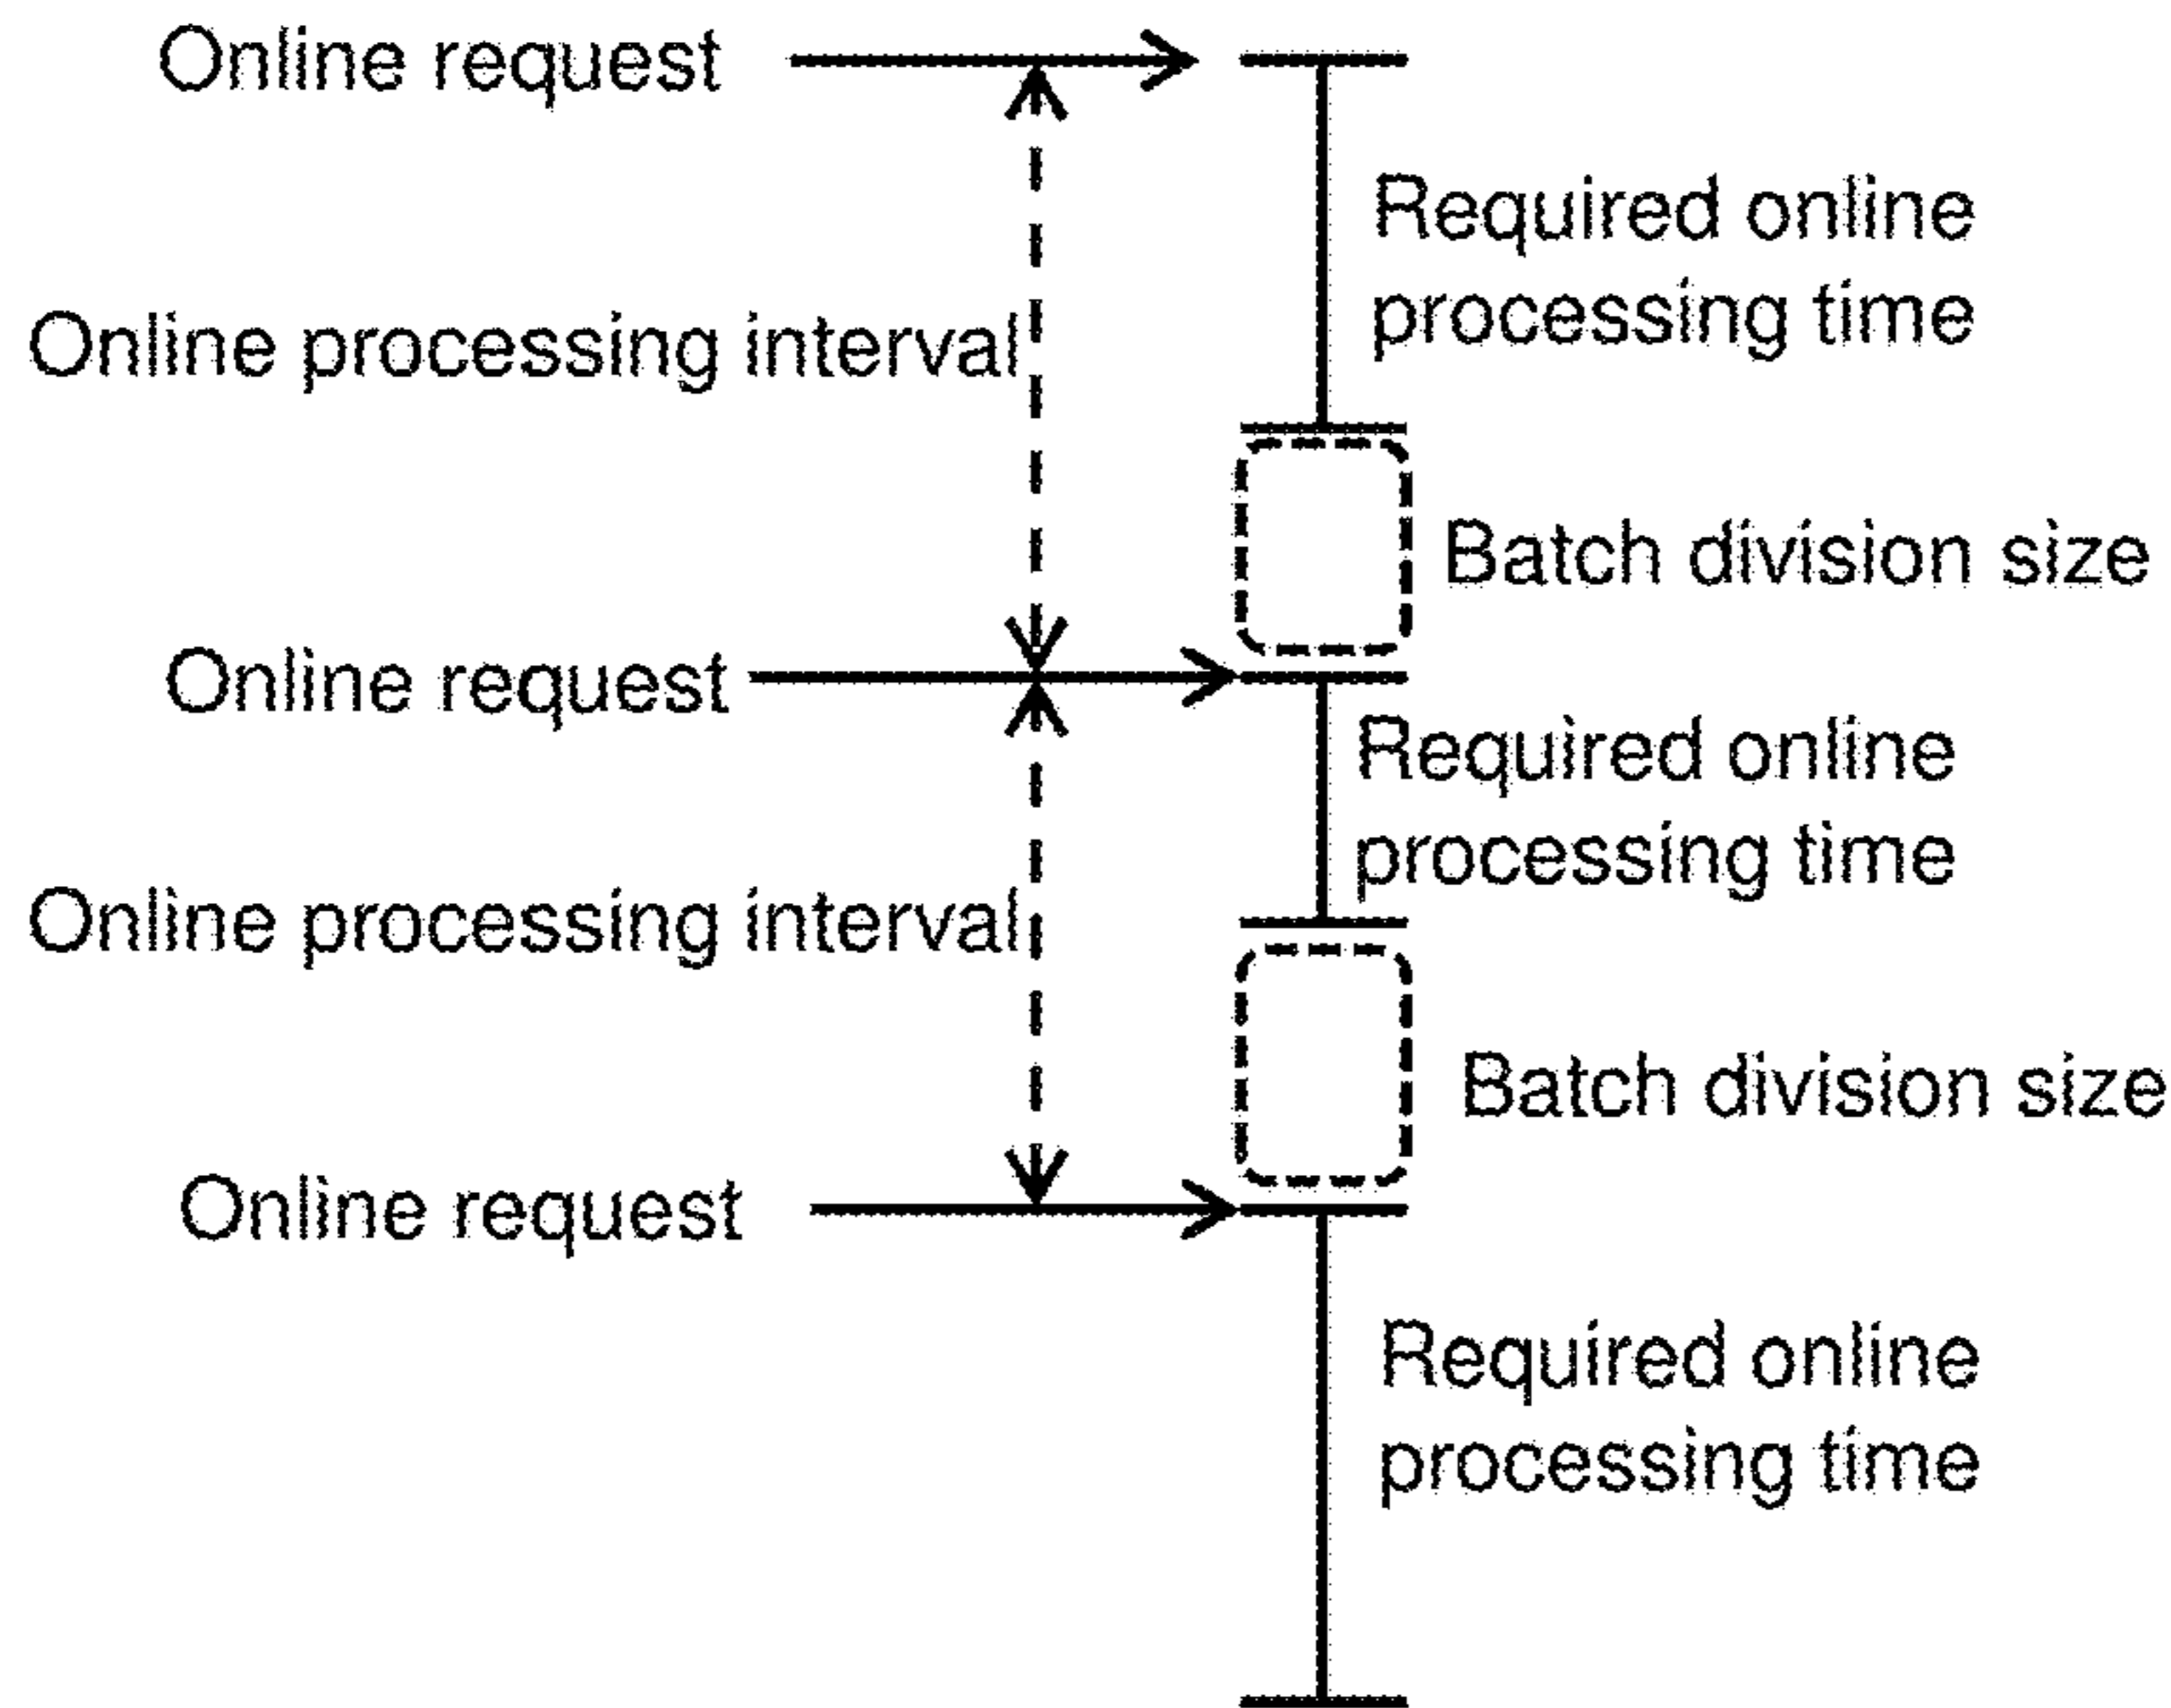 Online request
Required online
processing time
Online processing interval
Batch division size
Online request
Required online
processing time
Online processing interval
Batch division size
Online request
Required online
processing time